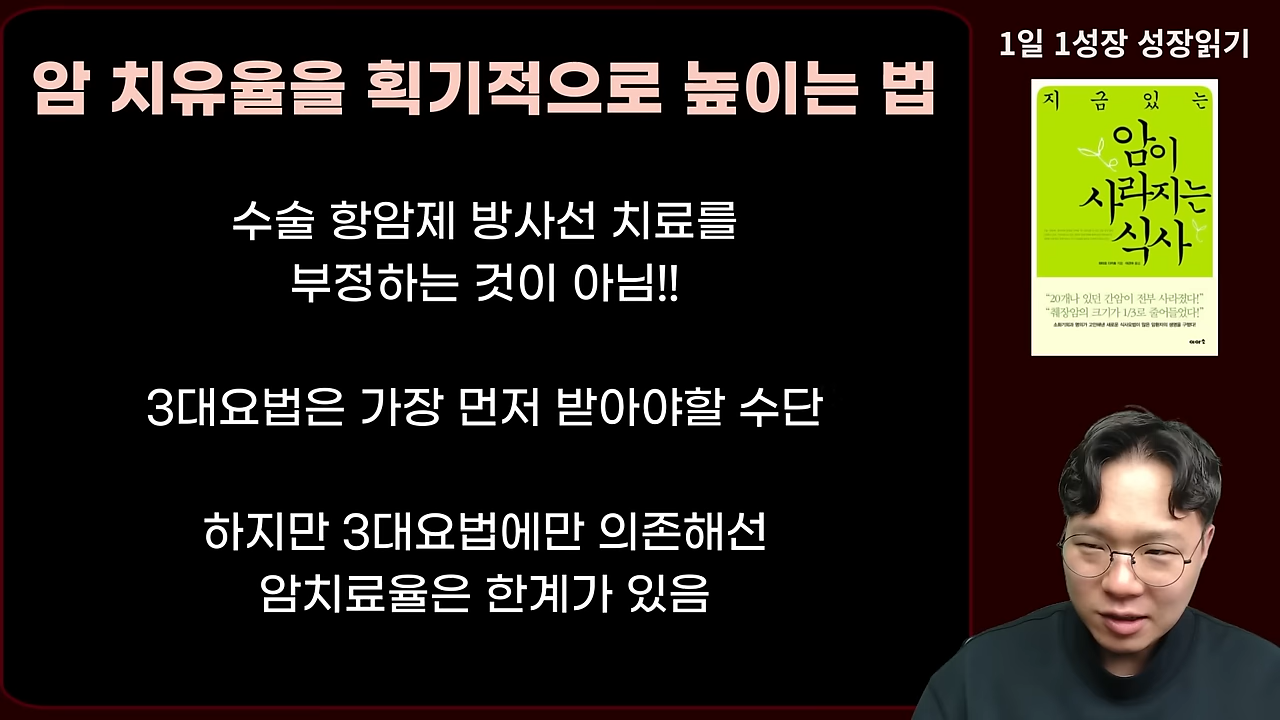 암 치유율을 획기적으로 높이는 법
수술 항암제 방사선 치료를
부정하는 것이 아님!!
3대요법은 가장 먼저 받아야할 수단
하지만 3대요법에만 의존해선
암치료율은 한계가 있음
1일 1성장 성장읽기
지금있는
암이
사라지는
식사
“20개나 있던 간암이 전부 사라졌다!”
“췌장암의 크기가 1/3로 줄어들었다!”